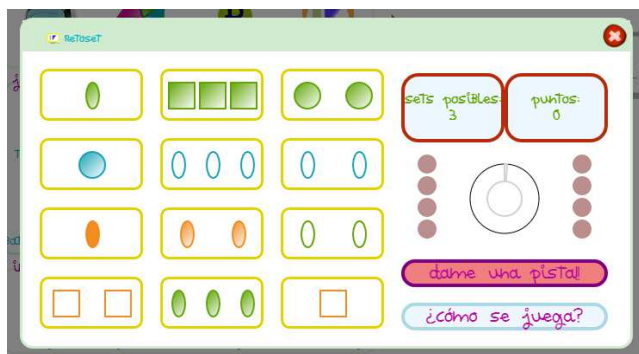 RetoSeT
sets posibles:
3
puntos:
0
dame una pista!
¿cómo se juega?